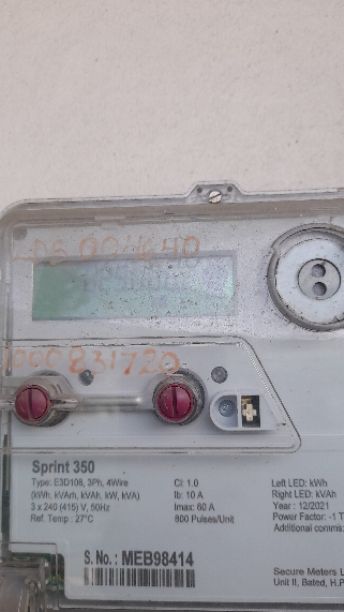 Sprint 350
Type: E3D108, 3Ph, 4Wire
(kWh, kVArh, kVAh, kW, kVA)
3 x 240 (415) V, 50Hz
Ref. Temp : 27°C
Cl: 1.0
Ib: 10 A
Imax: 60 A
800 Pulses/Unit
Left LED: kWh
Right LED: kVAh
Year : 12/2021
Power Factor: -1 T
Additional comms:
S. No. : MEB98414
Secure Meters L
Unit II, Bated, H.P